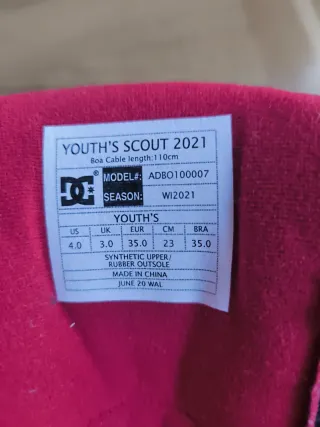 YOUTH'S SCOUT 2021
Boa Cable length:110cm
DC®
MODEL#: ADBO100007
SEASON: WI2021
YOUTH'S
US UK EUR CM BRA
4.0 3.0 35.0 23 35.0
SYNTHETIC UPPER/
RUBBER OUTSOLE
MADE IN CHINA
JUNE 20 WAL